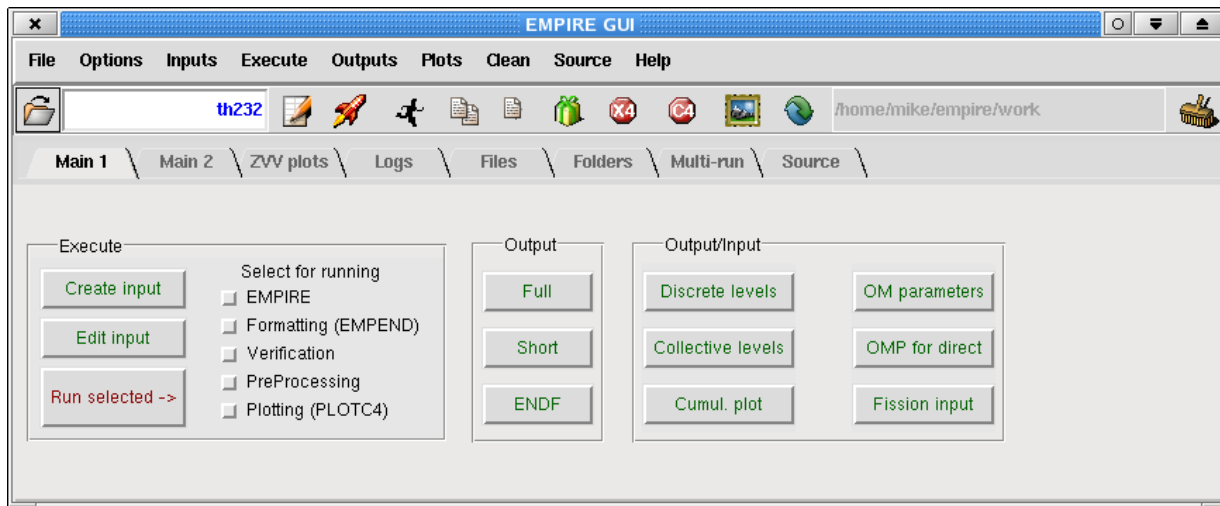 EMPIRE GUI
File Options Inputs Execute Outputs Plots Clean Source Help
th232 X4 C4 /home/mike/empire/work
Main 1 Main 2 ZVV plots Logs Files Folders Multi-run Source
Execute
Create input
Edit input
Run selected ->
Select for running
EMPIRE
Formatting (EMPEND)
Verification
PreProcessing
Plotting (PLOTC4)
Output
Full
Short
ENDF
Output/Input
Discrete levels OM parameters
Collective levels OMP for direct
Cumul. plot Fission input